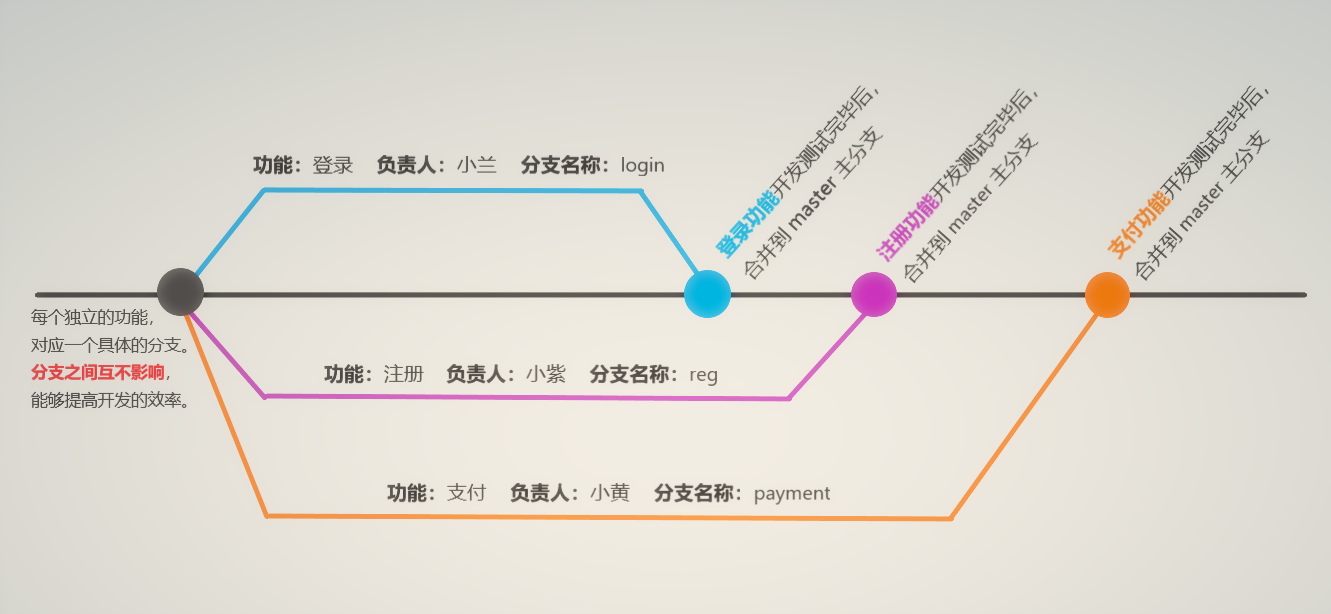 功能：登录 负责人：小兰 分支名称：login
登录功能开发测试完毕后，
合并到 master 主分支
注册功能开发测试完毕后，
合并到 master 主分支
支付功能开发测试完毕后，
合并到 master 主分支
每个独立的功能，
对应一个具体的分支。
分支之间互不影响，
能够提高开发的效率。
功能：注册 负责人：小紫 分支名称：reg
功能：支付 负责人：小黄 分支名称：payment